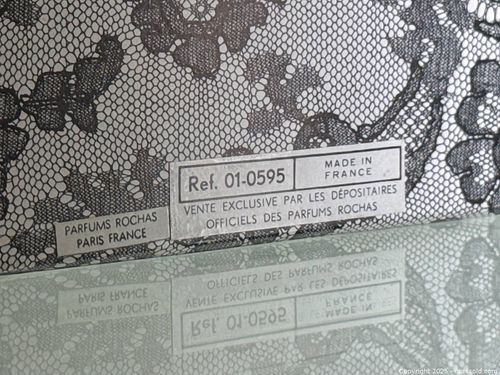 Ref. 01-0595
MADE IN
FRANCE
VENTE EXCLUSIVE PAR LES DÉPOSITAIRES
OFFICIELS DES PARFUMS ROCHAS
PARFUMS ROCHAS
PARIS FRANCE